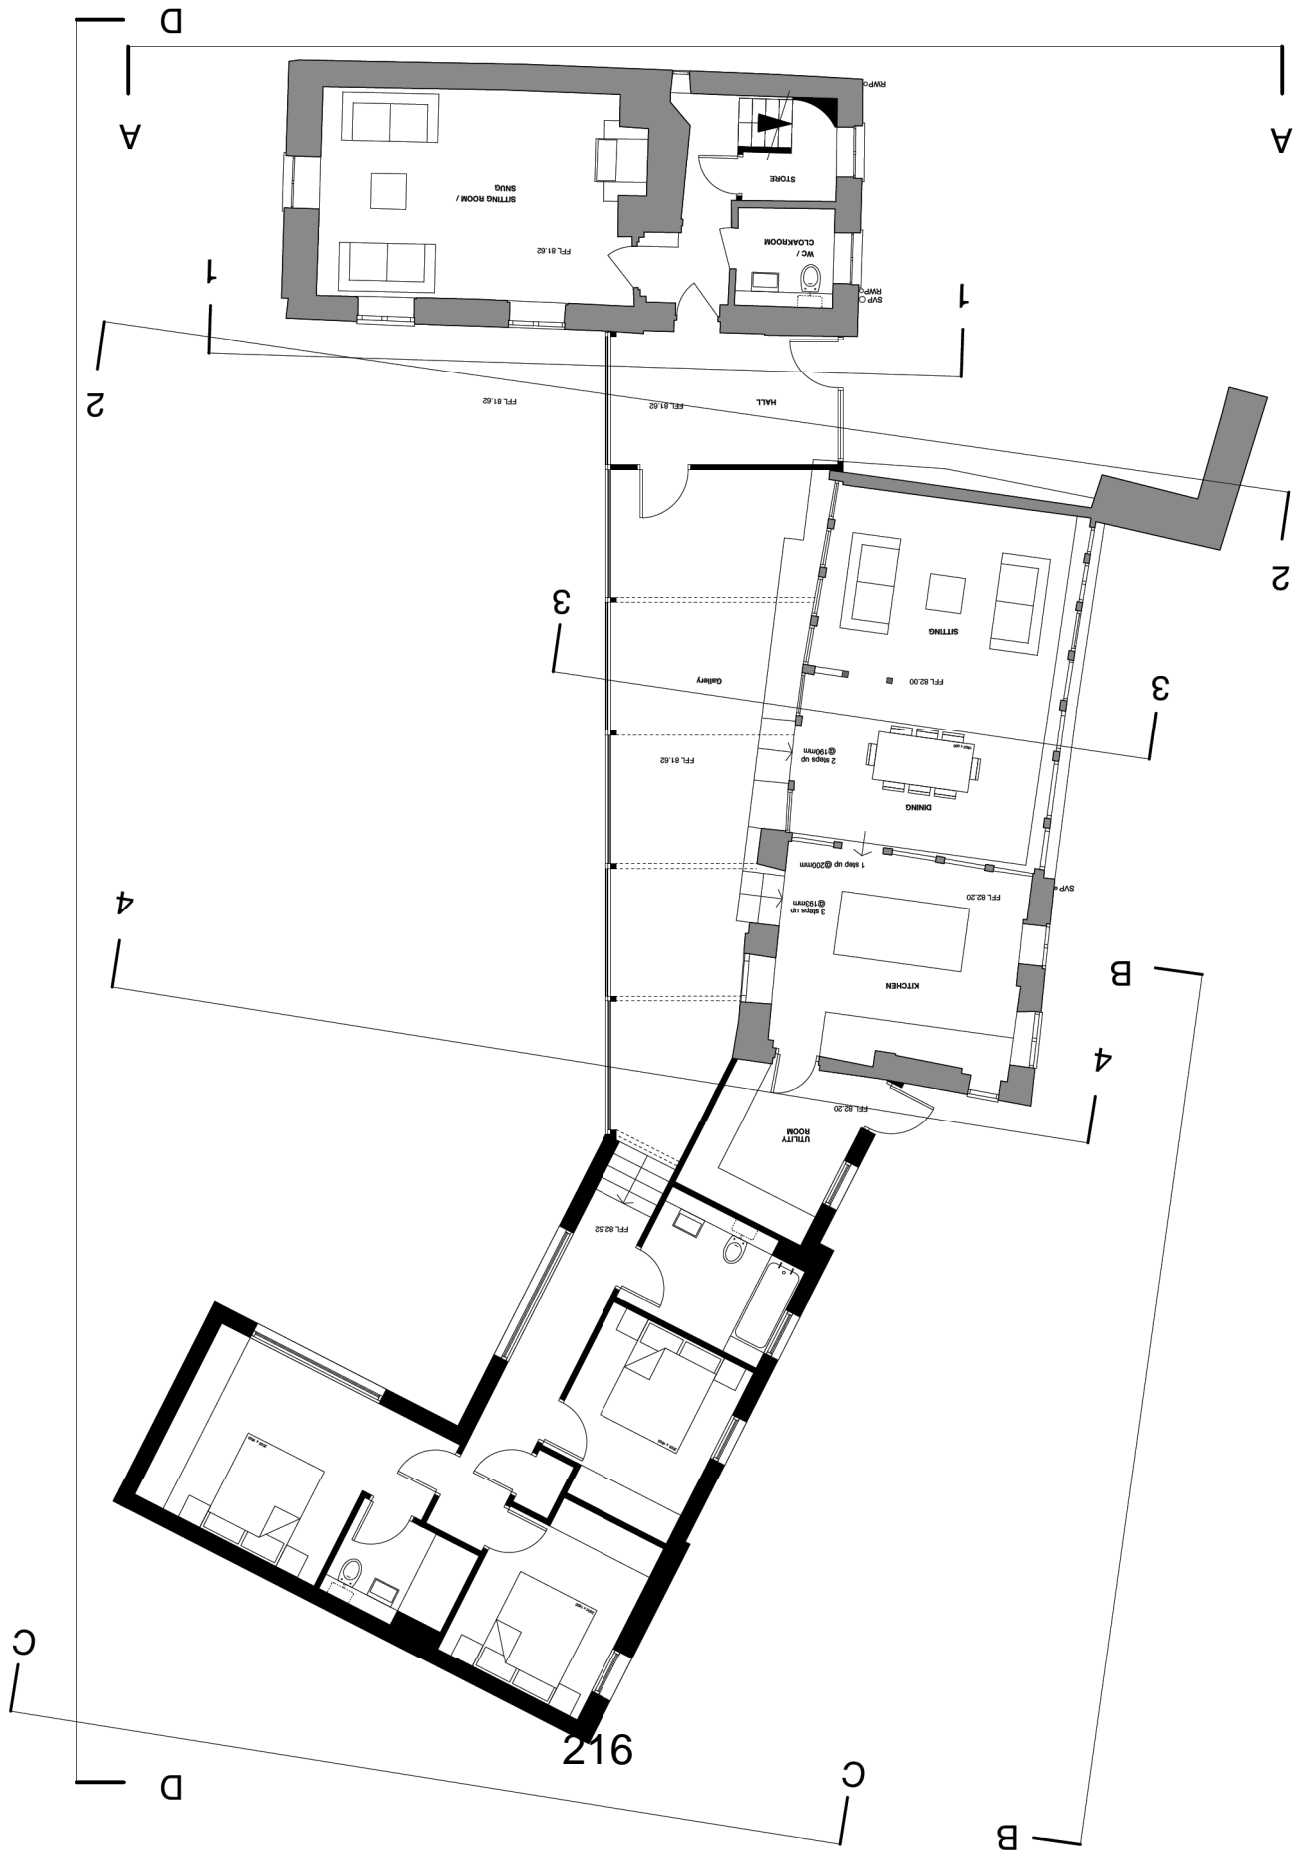 D
A
A
RWP
STORE
SITTING ROOM /
SNUG
WC /
CLOAKROOM
FFL 81.62
1
1
RWP
SVP
2
FFL 81.62
FFL 81.62
HALL
2
3
SITTING
Gallery
FFL 82.00
3
FFL 81.62
2 steps up
@190mm
DINING
1 step up @200mm
SVP
4
3 steps up
@193mm
FFL 82.20
B
KITCHEN
4
FFL 82.20
UTILITY
ROOM
FFL 82.52
C
216
D
C
B